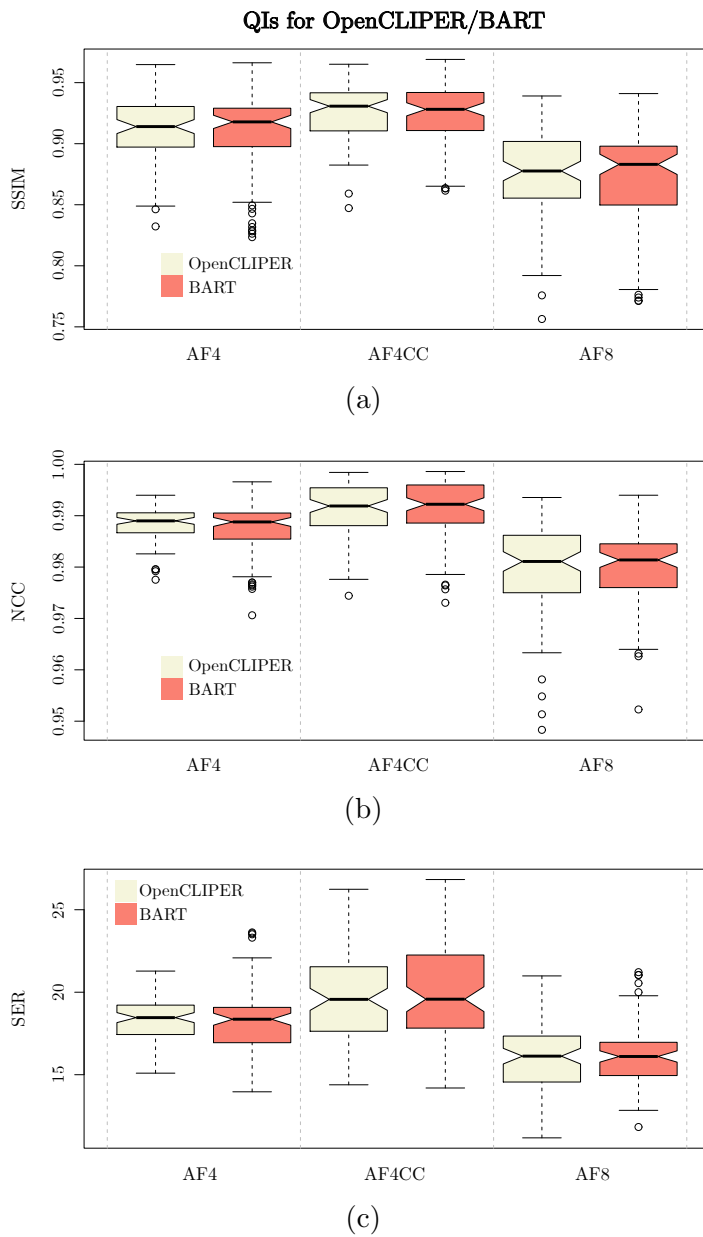 QIs for OpenCLIPER/BART
0.95
0.90
0.85
0.80
0.75
SSIM
OpenCLIPER
BART
AF4 AF4CC AF8
(a)
1.00
0.99
0.98
0.97
0.96
0.95
NCC
OpenCLIPER
BART
AF4 AF4CC AF8
(b)
25
20
15
SER
OpenCLIPER
BART
AF4 AF4CC AF8
(c)